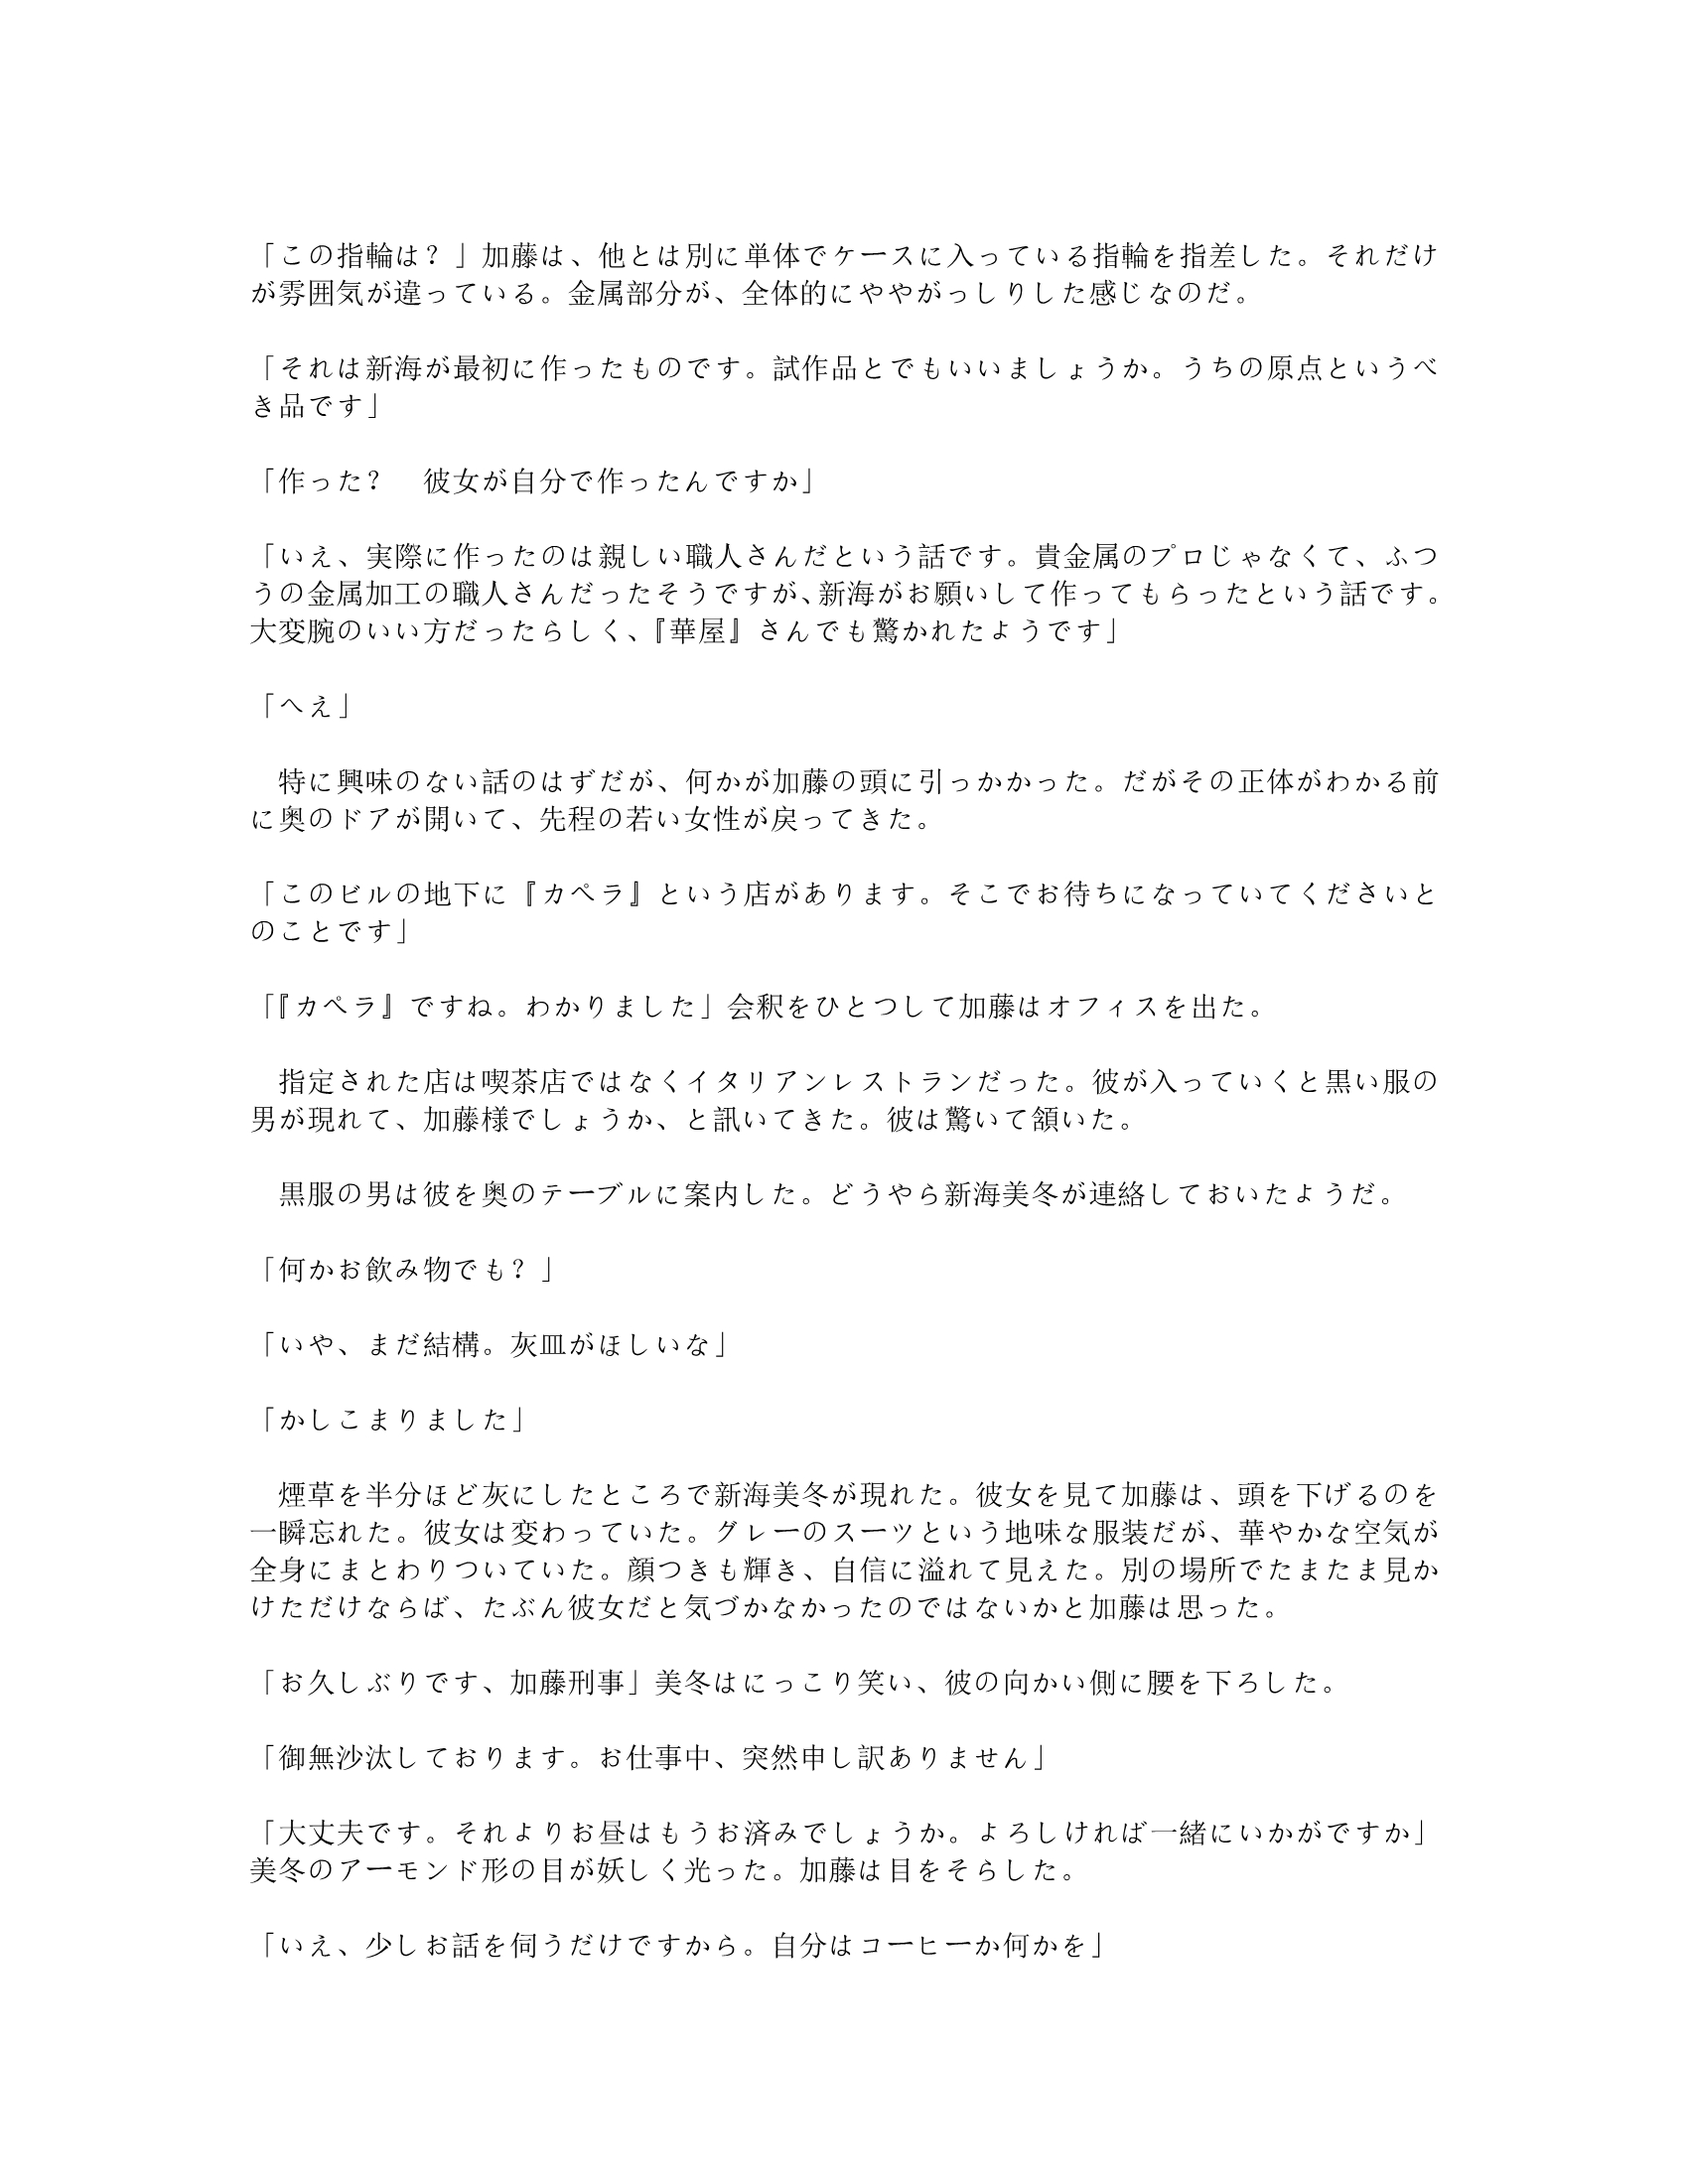 「この指輪は？」加藤は、他とは別に単体でケースに入っている指輪を指差した。それだけ
が雰囲気が違っている。金属部分が、全体的にややがっしりした感じなのだ。
「それは新海が最初に作ったものです。試作品とでもいいましょうか。うちの原点というべ
き品です」
「作った？　彼女が自分で作ったんですか」
「いえ、実際に作ったのは親しい職人さんだという話です。貴金属のプロじゃなくて、ふつ
うの金属加工の職人さんだったそうですが、新海がお願いして作ってもらったという話です。
大変腕のいい方だったらしく、『華屋』さんでも驚かれたようです」
「へえ」
　特に興味のない話のはずだが、何かが加藤の頭に引っかかった。だがその正体がわかる前
に奥のドアが開いて、先程の若い女性が戻ってきた。
「このビルの地下に『カペラ』という店があります。そこでお待ちになっていてくださいと
のことです」
「『カペラ』ですね。わかりました」会釈をひとつして加藤はオフィスを出た。
　指定された店は喫茶店ではなくイタリアンレストランだった。彼が入っていくと黒い服の
男が現れて、加藤様でしょうか、と訊いてきた。彼は驚いて頷いた。
　黒服の男は彼を奥のテーブルに案内した。どうやら新海美冬が連絡しておいたようだ。
「何かお飲み物でも？」
「いや、まだ結構。灰皿がほしいな」
「かしこまりました」
　煙草を半分ほど灰にしたところで新海美冬が現れた。彼女を見て加藤は、頭を下げるのを
一瞬忘れた。彼女は変わっていた。グレーのスーツという地味な服装だが、華やかな空気が
全身にまとわりついていた。顔つきも輝き、自信に溢れて見えた。別の場所でたまたま見か
けただけならば、たぶん彼女だと気づかなかったのではないかと加藤は思った。
「お久しぶりです、加藤刑事」美冬はにっこり笑い、彼の向かい側に腰を下ろした。
「御無沙汰しております。お仕事中、突然申し訳ありません」
「大丈夫です。それよりお昼はもうお済みでしょうか。よろしければ一緒にいかがですか」
美冬のアーモンド形の目が妖しく光った。加藤は目をそらした。
「いえ、少しお話を伺うだけですから。自分はコーヒーか何かを」